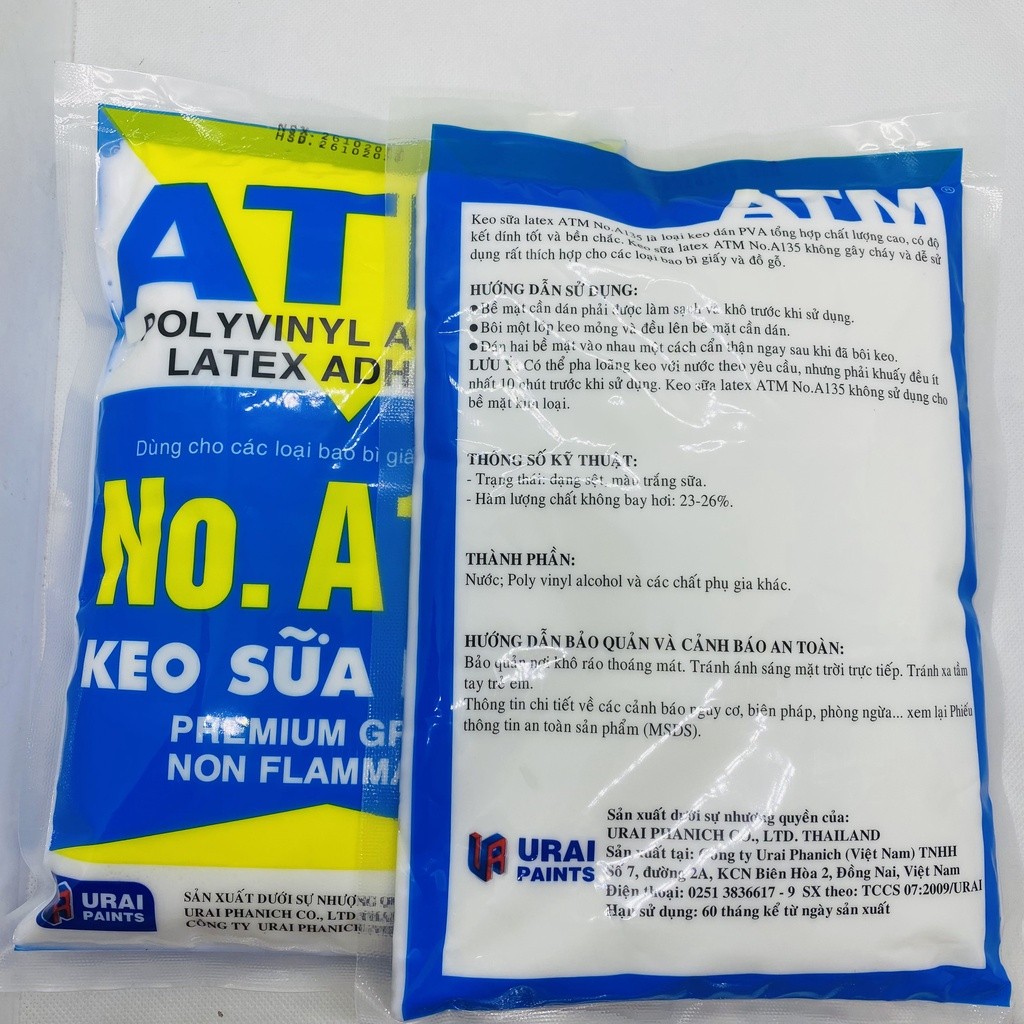 NSX:
HSD: 261020
ATM
POLYVINYL A
LATEX ADH
Dùng cho các loại bao bì giấ
No. A1
KEO SỮA
PREMIUM GR
NON FLAMMA
URAI
PAINTS
SẢN XUẤT DƯỚI SỰ NHƯỢNG
URAI PHANICH CO., LTD
CÔNG TY URAI PHANICH
ATM®
Keo sữa latex ATM No.A135 là loại keo dán PVA tổng hợp chất lượng cao, có độ
kết dính tốt và bền chắc. Keo sữa latex ATM No.A135 không gây cháy và dễ sử
dụng rất thích hợp cho các loại bao bì giấy và đồ gỗ.
HƯỚNG DẪN SỬ DỤNG:
● Bề mặt cần dán phải được làm sạch và khô trước khi sử dụng.
● Bôi một lớp keo mỏng và đều lên bề mặt cần dán.
● Dán hai bề mặt vào nhau một cách cẩn thận ngay sau khi đã bôi keo.
LƯU Ý: Có thể pha loãng keo với nước theo yêu cầu, nhưng phải khuấy đều ít
nhất 10 phút trước khi sử dụng. Keo sữa latex ATM No.A135 không sử dụng cho
bề mặt kim loại.
THÔNG SỐ KỸ THUẬT:
- Trạng thái: dạng sệt, màu trắng sữa.
- Hàm lượng chất không bay hơi: 23-26%.
THÀNH PHẦN:
Nước; Poly vinyl alcohol và các chất phụ gia khác.
HƯỚNG DẪN BẢO QUẢN VÀ CẢNH BÁO AN TOÀN:
Bảo quản nơi khô ráo thoáng mát. Tránh ánh sáng mặt trời trực tiếp. Tránh xa tầm
tay trẻ em.
Thông tin chi tiết về các cảnh báo nguy cơ, biện pháp, phòng ngừa... xem lại Phiếu
thông tin an toàn sản phẩm (MSDS).
URAI
PAINTS
Sản xuất dưới sự nhượng quyền của:
URAI PHANICH CO., LTD. THAILAND
Sản xuất tại: Công ty Urai Phanich (Việt Nam) TNHH
Số 7, đường 2A, KCN Biên Hòa 2, Đồng Nai, Việt Nam
Điện thoại: 0251 3836617 - 9 SX theo: TCCS 07:2009/URAI
Hạn sử dụng: 60 tháng kể từ ngày sản xuất